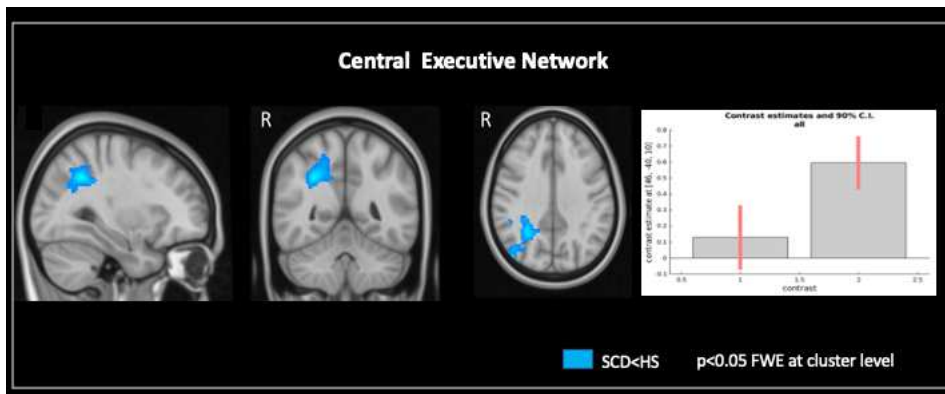 Central Executive Network
R
R
Contrast estimates and 90% C.I.
all
contrast estimate at [46, -40, 10]
0.8
0.7
0.6
0.5
0.4
0.3
0.2
0.1
0
-0.1
0.5
1
1.5
2
2.5
contrast
SCD<HS
p<0.05 FWE at cluster level